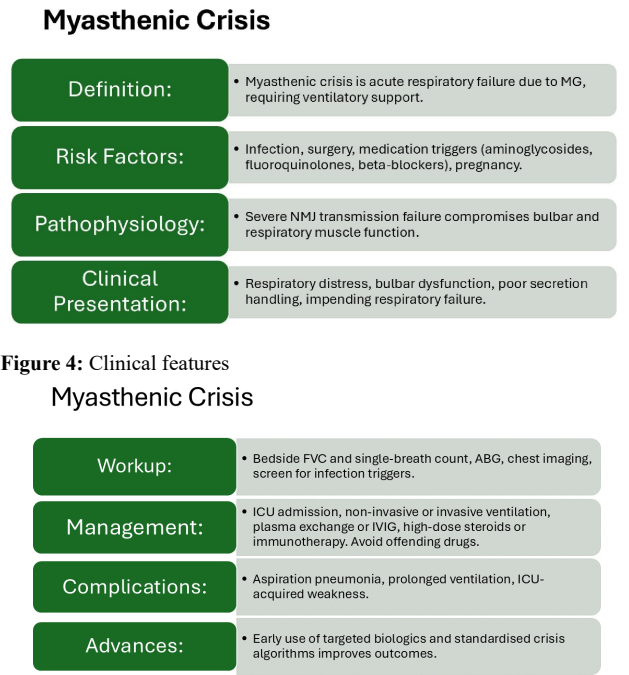 Myasthenic Crisis
Definition:
• Myasthenic crisis is acute respiratory failure due to MG,
requiring ventilatory support.
Risk Factors:
• Infection, surgery, medication triggers (aminoglycosides,
fluoroquinolones, beta-blockers), pregnancy.
Pathophysiology:
• Severe NMJ transmission failure compromises bulbar and
respiratory muscle function.
Clinical
Presentation:
• Respiratory distress, bulbar dysfunction, poor secretion
handling, impending respiratory failure.
Figure 4: Clinical features
Myasthenic Crisis
Workup:
• Bedside FVC and single-breath count, ABG, chest imaging,
screen for infection triggers.
Management:
• ICU admission, non-invasive or invasive ventilation,
plasma exchange or IVIG, high-dose steroids or
immunotherapy. Avoid offending drugs.
Complications:
• Aspiration pneumonia, prolonged ventilation, ICU-
acquired weakness.
Advances:
• Early use of targeted biologics and standardised crisis
algorithms improves outcomes.